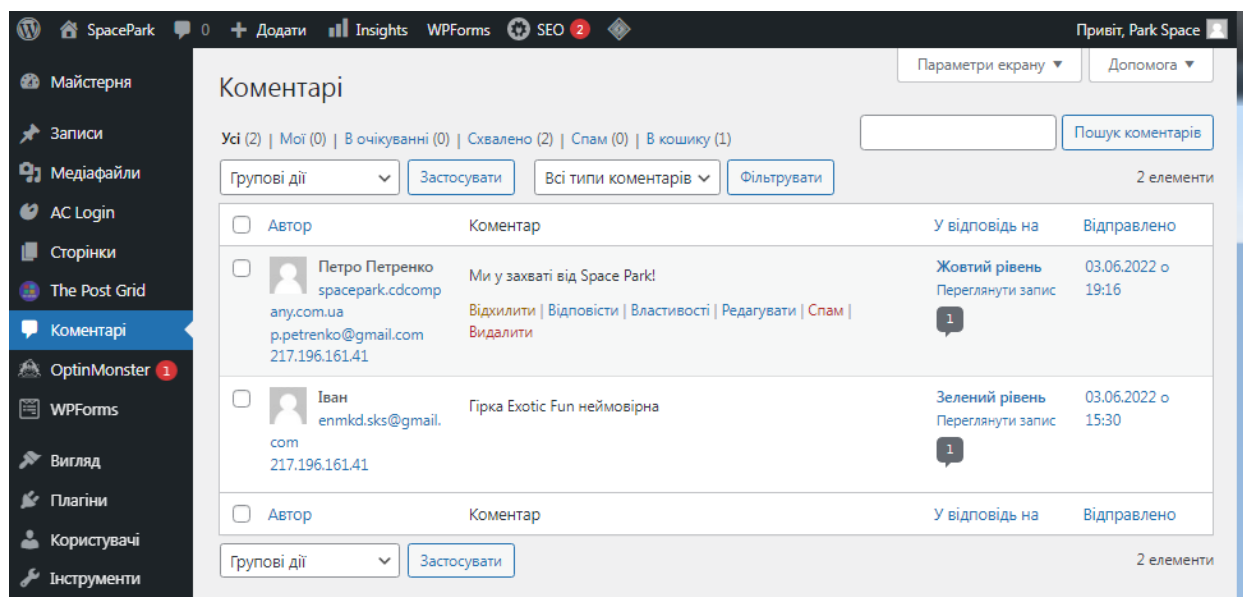 SpacePark 0 Додати Insights WPForms SEO 2 Привіт, Park Space
Майстерня
Записи
Медіафайли
AC Login
Сторінки
The Post Grid
Коментарі
OptinMonster 1
WPForms
Вигляд
Плагіни
Користувачі
Інструменти
Параметри екрану ▼ Допомога ▼
Коментарі
Усі (2) | Мої (0) | В очікуванні (0) | Схвалено (2) | Спам (0) | В кошику (1)
Пошук коментарів
Групові дії Застосувати Всі типи коментарів Фільтрувати 2 елементи
Автор Коментар У відповідь на Відправлено
Петро Петренко
spacepark.cdcomp
any.com.ua
p.petrenko@gmail.com
217.196.161.41
Ми у захваті від Space Park!
Відхилити | Відповісти | Властивості | Редагувати | Спам |
Видалити
Жовтий рівень
Переглянути запис
1
03.06.2022 о
19:16
Іван
enmkd.sks@gmail.
com
217.196.161.41
Гірка Exotic Fun неймовірна
Зелений рівень
Переглянути запис
1
03.06.2022 о
15:30
Автор Коментар У відповідь на Відправлено
Групові дії Застосувати 2 елементи